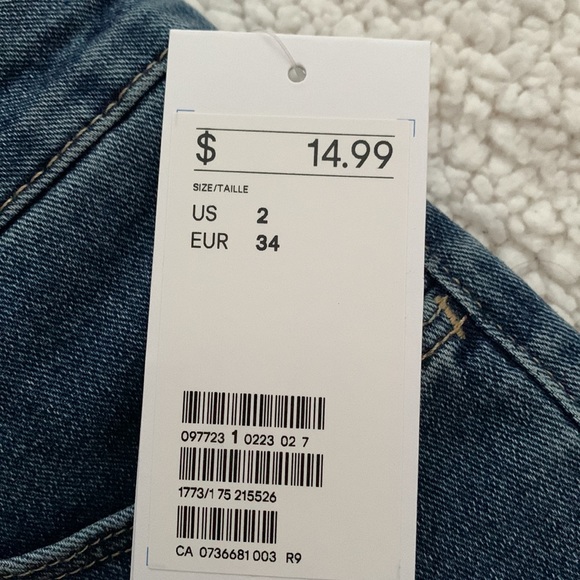 $ 14.99
SIZE/TAILLE
US 2
EUR 34
097723 1 0223 02 7
1773/1 75 215526
CA 0736681 003 R9